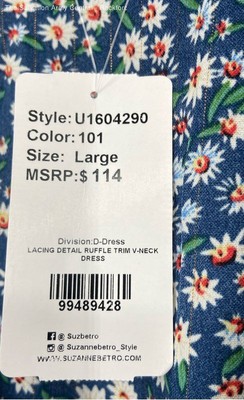 Style: U1604290
Color: 101
Size: Large
MSRP:$ 114
Division:D-Dress
LACING DETAIL RUFFLE TRIM V-NECK
DRESS
99489428
@ Suzbetro
@ Suzannebetro_Style
WWW.SUZANNEBETRO.COM